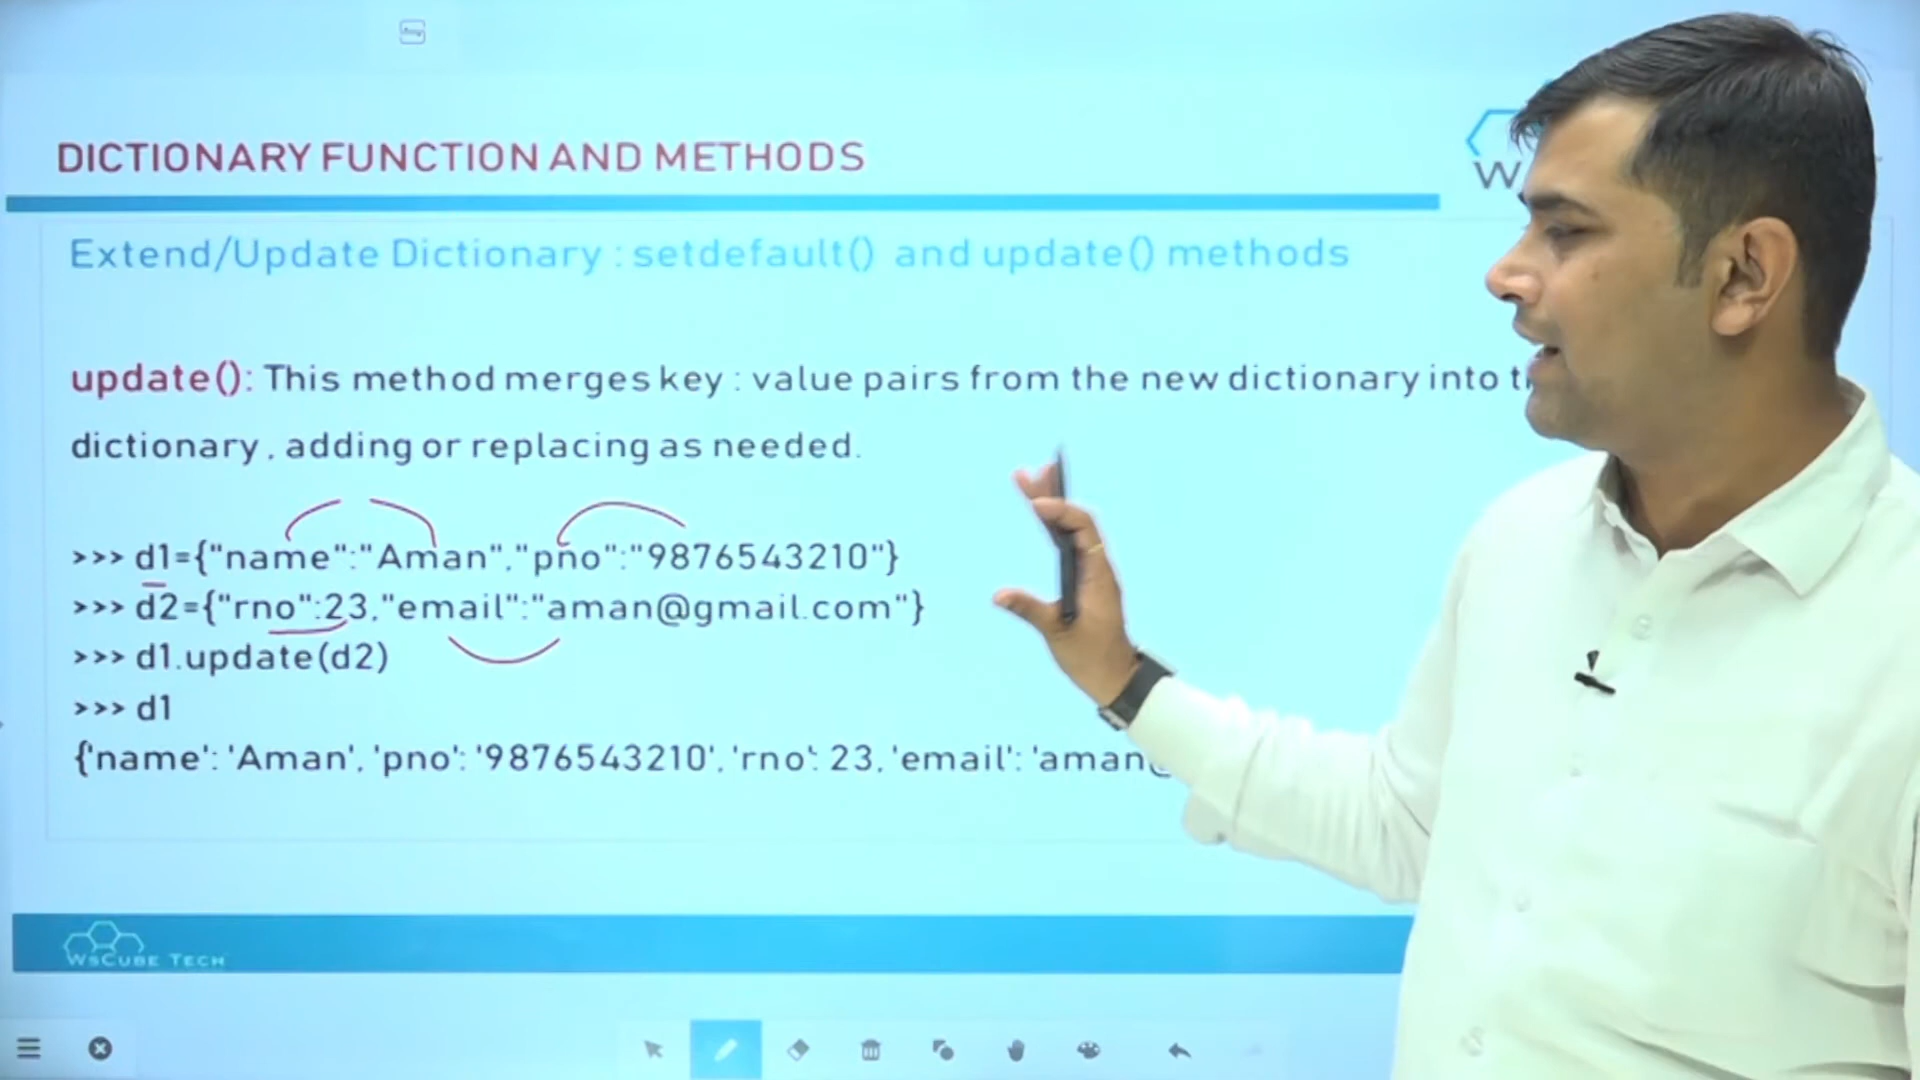 DICTIONARY FUNCTION AND METHODS
W
Extend/Update Dictionary : setdefault() and update() methods
update(): This method merges key : value pairs from the new dictionary into
dictionary , adding or replacing as needed.
>>> d1={"name":"Aman","pno":"9876543210"}
>>> d2={"rno":23,"email":"aman@gmail.com"}
>>> d1.update(d2)
>>> d1
{'name': 'Aman', 'pno': '9876543210', 'rno': 23, 'email': 'aman@
WSCUBE TECH